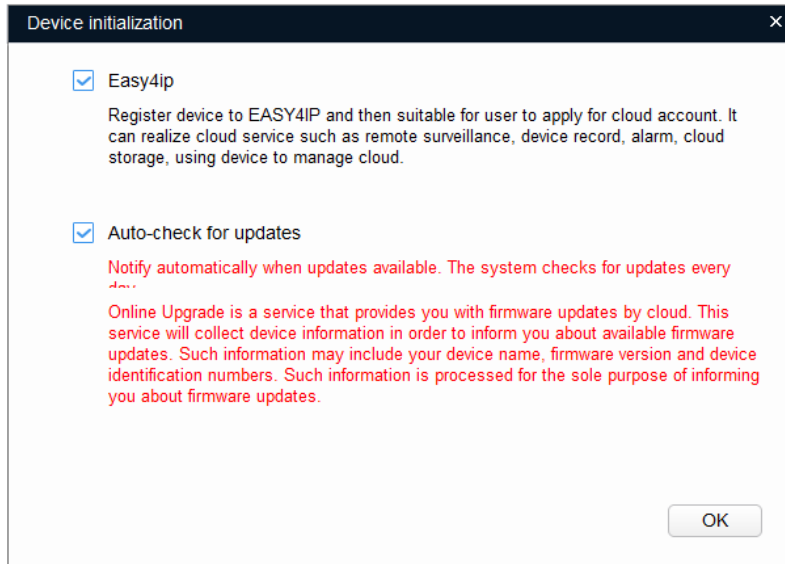 Device initialization
Easy4ip
Register device to EASY4IP and then suitable for user to apply for cloud account. It
can realize cloud service such as remote surveillance, device record, alarm, cloud
storage, using device to manage cloud.
Auto-check for updates
Notify automatically when updates available. The system checks for updates every
day.
Online Upgrade is a service that provides you with firmware updates by cloud. This
service will collect device information in order to inform you about available firmware
updates. Such information may include your device name, firmware version and device
identification numbers. Such information is processed for the sole purpose of informing
you about firmware updates.
OK